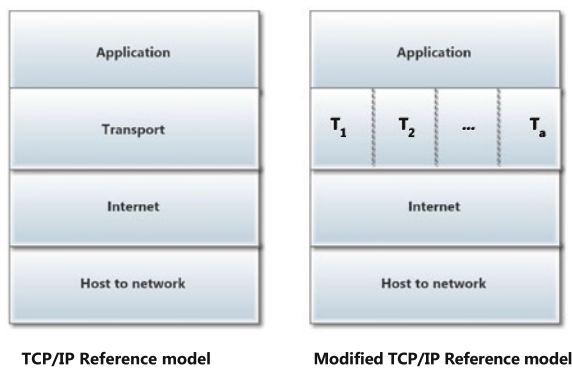 Application
Transport
Internet
Host to network
TCP/IP Reference model
Application
T1 T2 ... Ta
Internet
Host to network
Modified TCP/IP Reference model